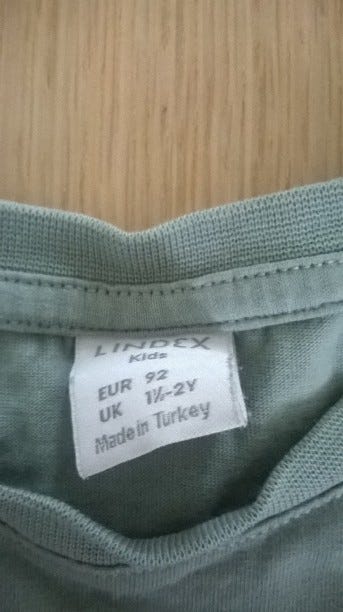 LINDEX
Kids
EUR 92
UK 1½-2Y
Made in Turkey